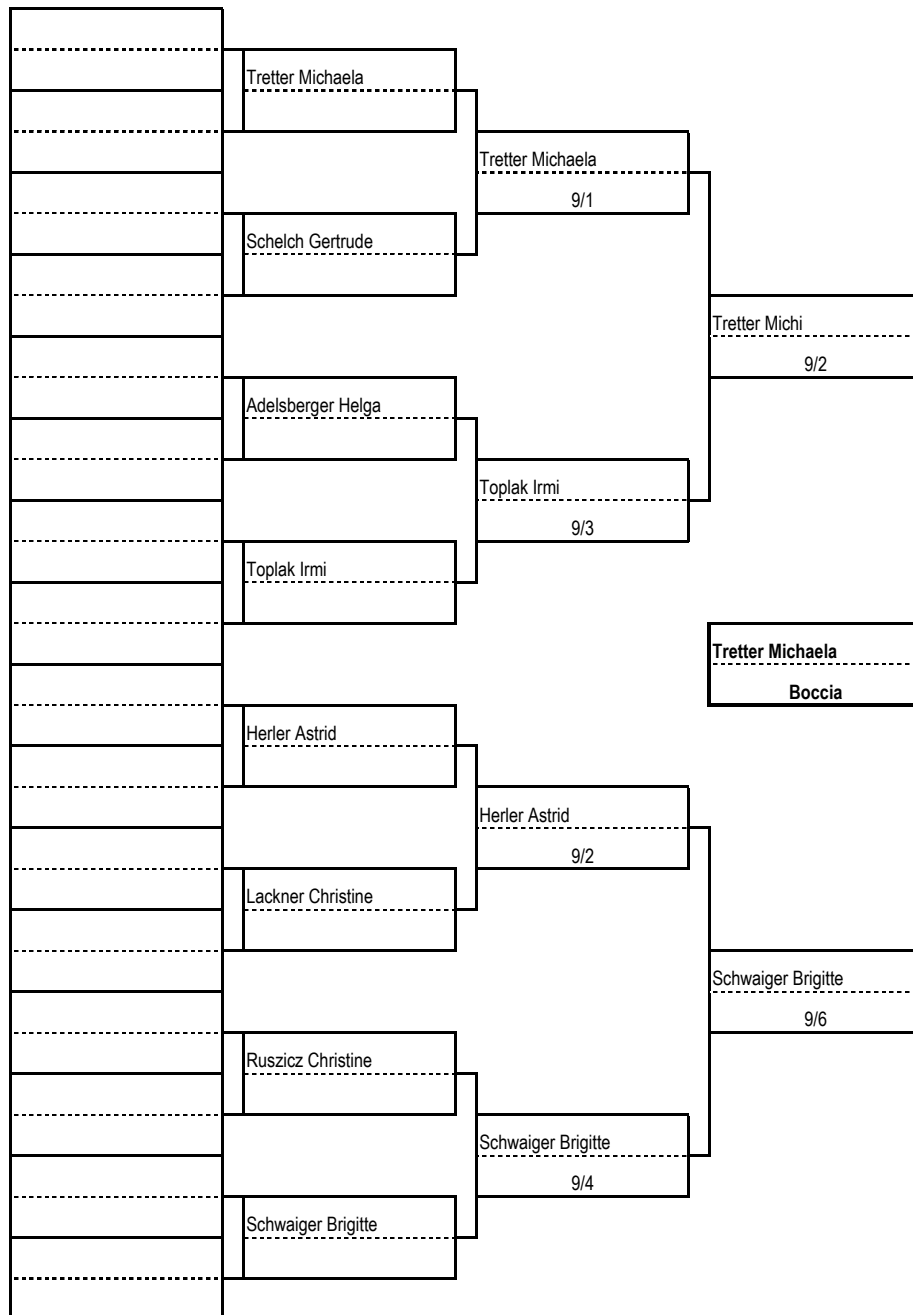 Tretter Michaela
Tretter Michaela
9/1
Schelch Gertrude
Tretter Michi
9/2
Adelsberger Helga
Toplak Irmi
9/3
Toplak Irmi
Tretter Michaela
Boccia
Herler Astrid
Herler Astrid
9/2
Lackner Christine
Schwaiger Brigitte
9/6
Ruszicz Christine
Schwaiger Brigitte
9/4
Schwaiger Brigitte